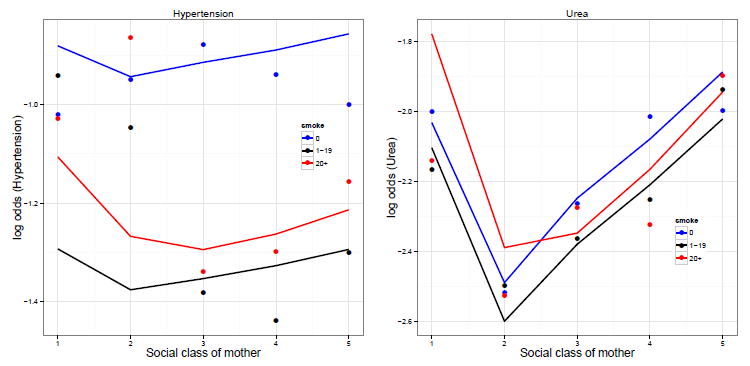 Hypertension
log odds (Hypertension)
−1.0
−1.2
−1.4
smoke
0
1−19
20+
1 2 3 4 5
Social class of mother
Urea
log odds (Urea)
−1.8
−2.0
−2.2
−2.4
−2.6
smoke
0
1−19
20+
1 2 3 4 5
Social class of mother